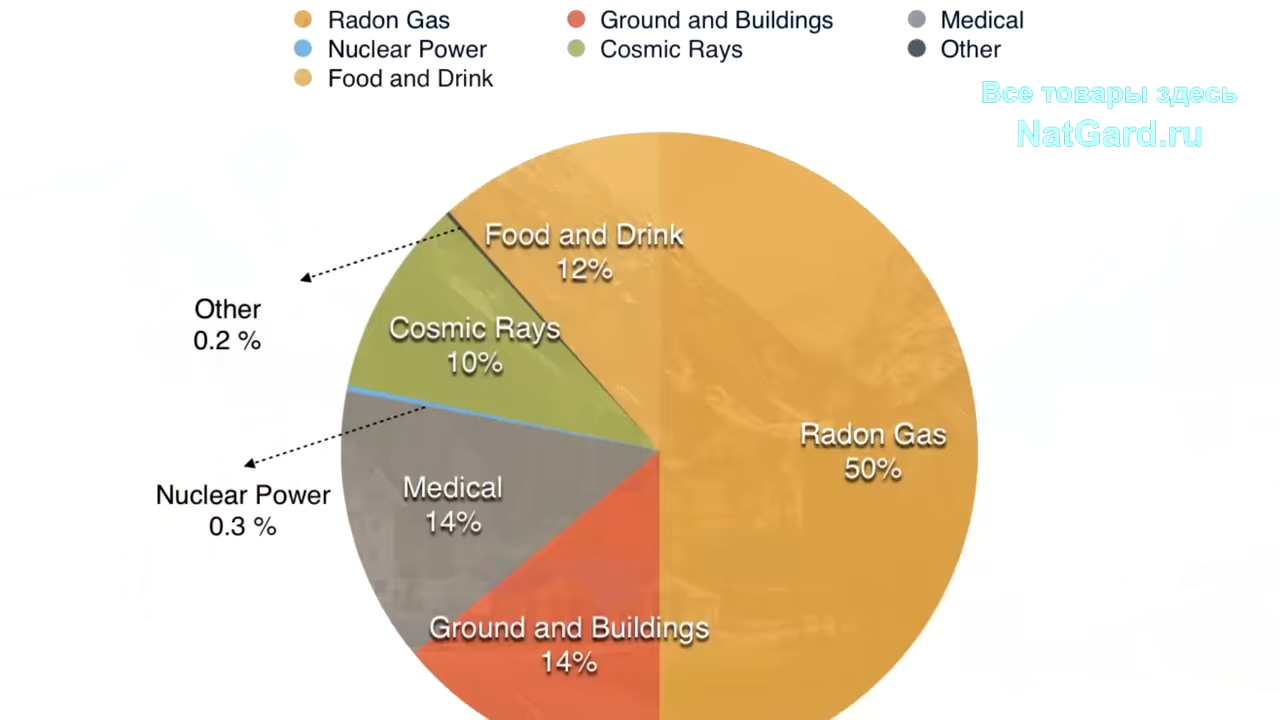 Radon Gas
Ground and Buildings
Medical
Nuclear Power
Cosmic Rays
Other
Food and Drink
Все товары здесь
NatGard.ru
Food and Drink
12%
Other
0.2 %
Cosmic Rays
10%
Radon Gas
50%
Medical
14%
Nuclear Power
0.3 %
Ground and Buildings
14%